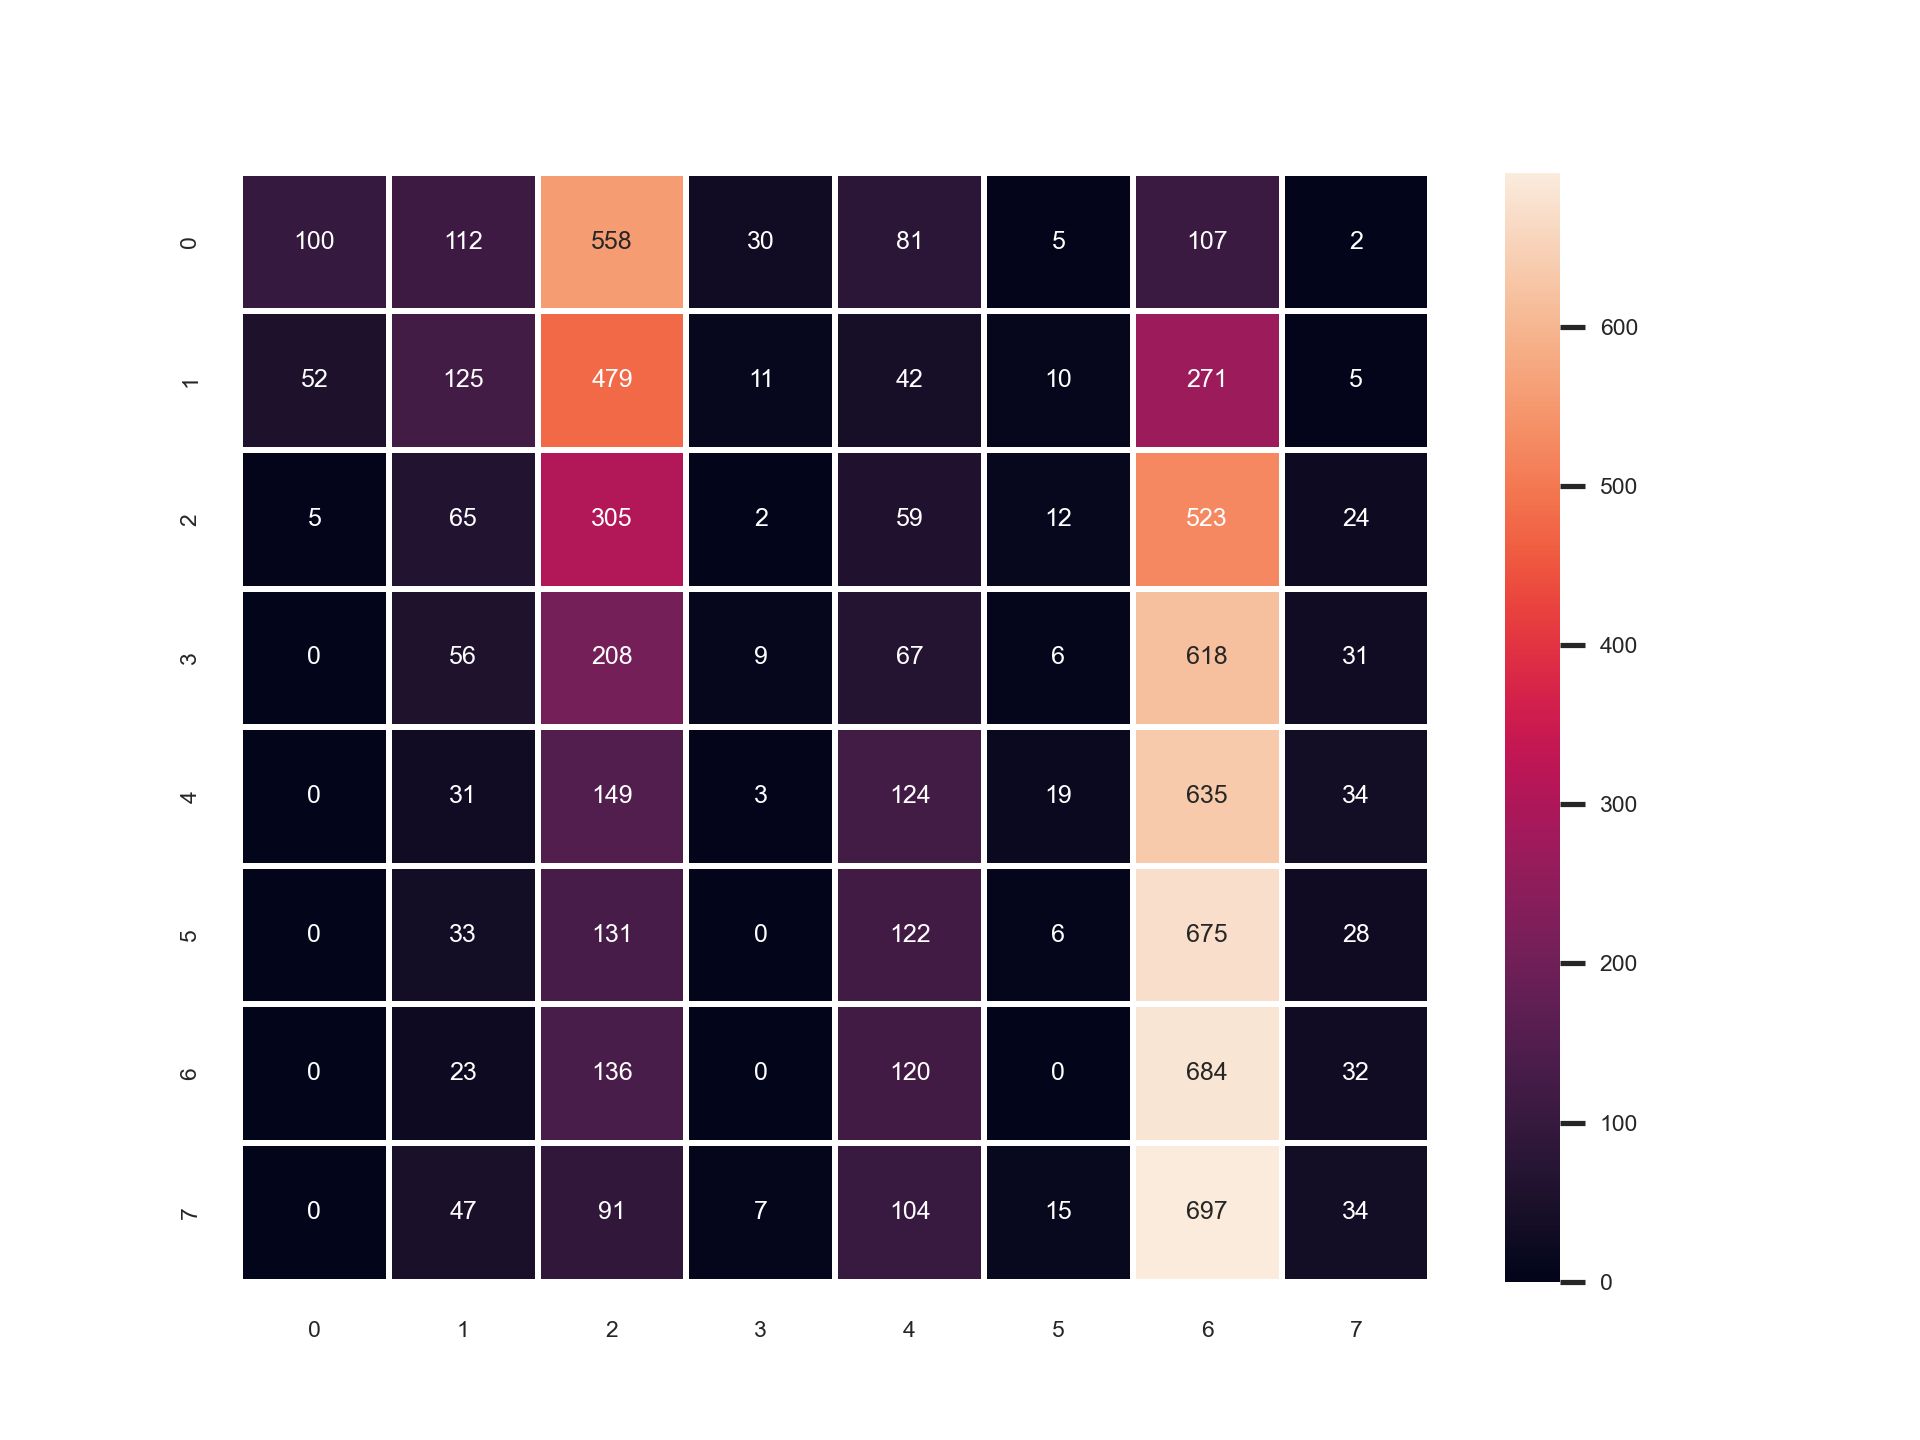 0 100 112 558 30 81 5 107 2
600
1 52 125 479 11 42 10 271 5
500
2 5 65 305 2 59 12 523 24
400
3 0 56 208 9 67 6 618 31
300
4 0 31 149 3 124 19 635 34
5 0 33 131 0 122 6 675 28
200
6 0 23 136 0 120 0 684 32
100
7 0 47 91 7 104 15 697 34
0
0 1 2 3 4 5 6 7